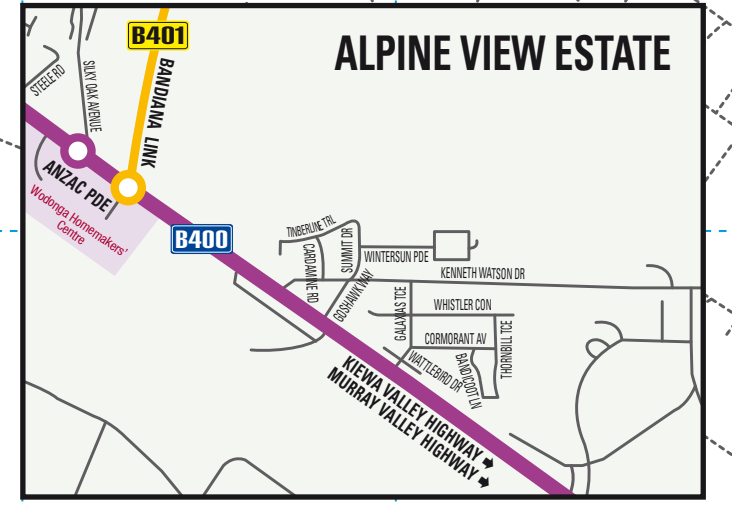 B401
ALPINE VIEW ESTATE
STEELE RD
SILKY OAK AVENUE
BANDIANA LINK
ANZAC PDE
Wodonga Homemakers'
Centre
B400
TINBERLINE TRL
SUMMIT DR
CARDAMINE RD
WINTERSUN PDE
GOSHAWK WAY
KENNETH WATSON DR
GALAXIAS TCE
WHISTLER CON
CORMORANT AV
THORNBILL TCE
WATTLEBIRD DR
BANDICOOT LN
KIEWA VALLEY HIGHWAY
MURRAY VALLEY HIGHWAY